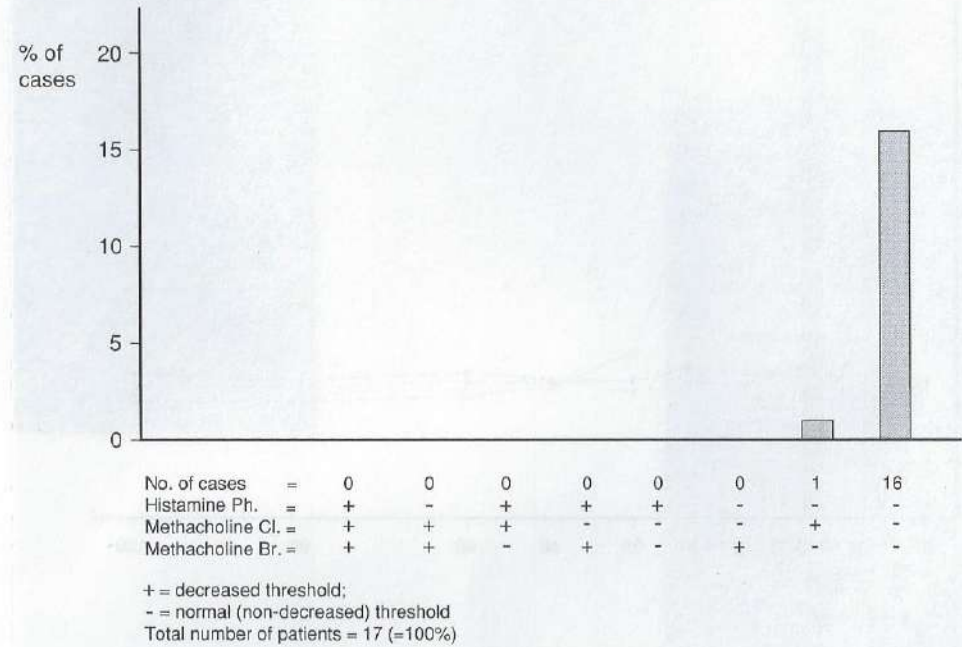 % of
cases
20
15
10
5
0
No. of cases = 0 0 0 0 0 0 1 16
Histamine Ph. = + - + + + - - -
Methacholine Cl. = + + + - - - + -
Methacholine Br. = + + - + - + - -
+ = decreased threshold;
- = normal (non-decreased) threshold
Total number of patients = 17 (=100%)